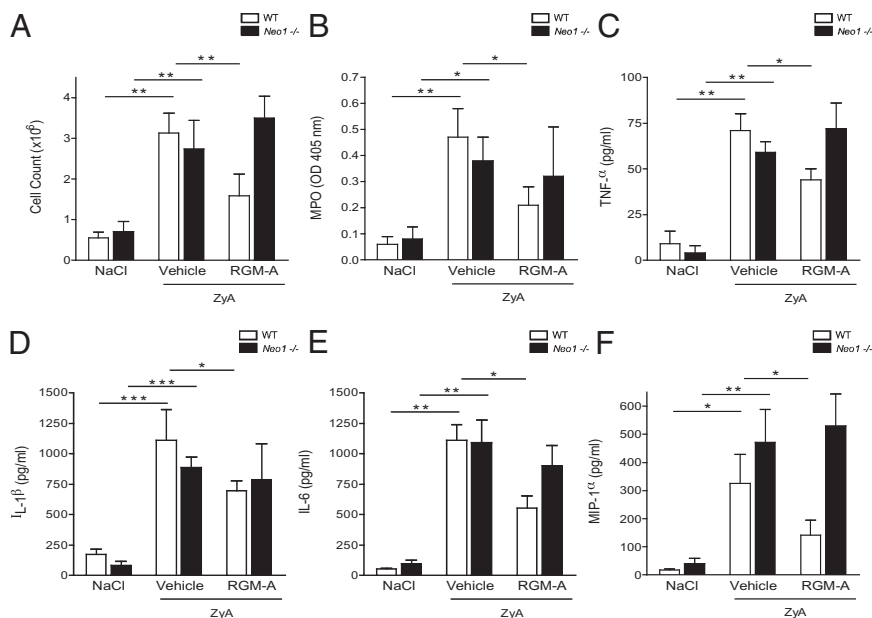 A
WT
Neo1 -/-
** 
**
**
Cell Count (x10⁶)
4
3
2
1
0
NaCl Vehicle RGM-A
ZyA
B
WT
Neo1 -/-
*
*
**
MPO (OD 405 nm)
0.7
0.6
0.5
0.4
0.3
0.2
0.1
0.0
NaCl Vehicle RGM-A
ZyA
C
WT
Neo1 -/-
*
**
**
TNF-α (pg/ml)
100
75
50
25
0
NaCl Vehicle RGM-A
ZyA
D
WT
Neo1 -/-
*
***
***
IL-1β (pg/ml)
1500
1250
1000
750
500
250
0
NaCl Vehicle RGM-A
ZyA
E
WT
Neo1 -/-
*
**
**
IL-6 (pg/ml)
1500
1250
1000
750
500
250
0
NaCl Vehicle RGM-A
ZyA
F
WT
Neo1 -/-
*
**
*
MIP-1α (pg/ml)
600
500
400
300
200
100
0
NaCl Vehicle RGM-A
ZyA